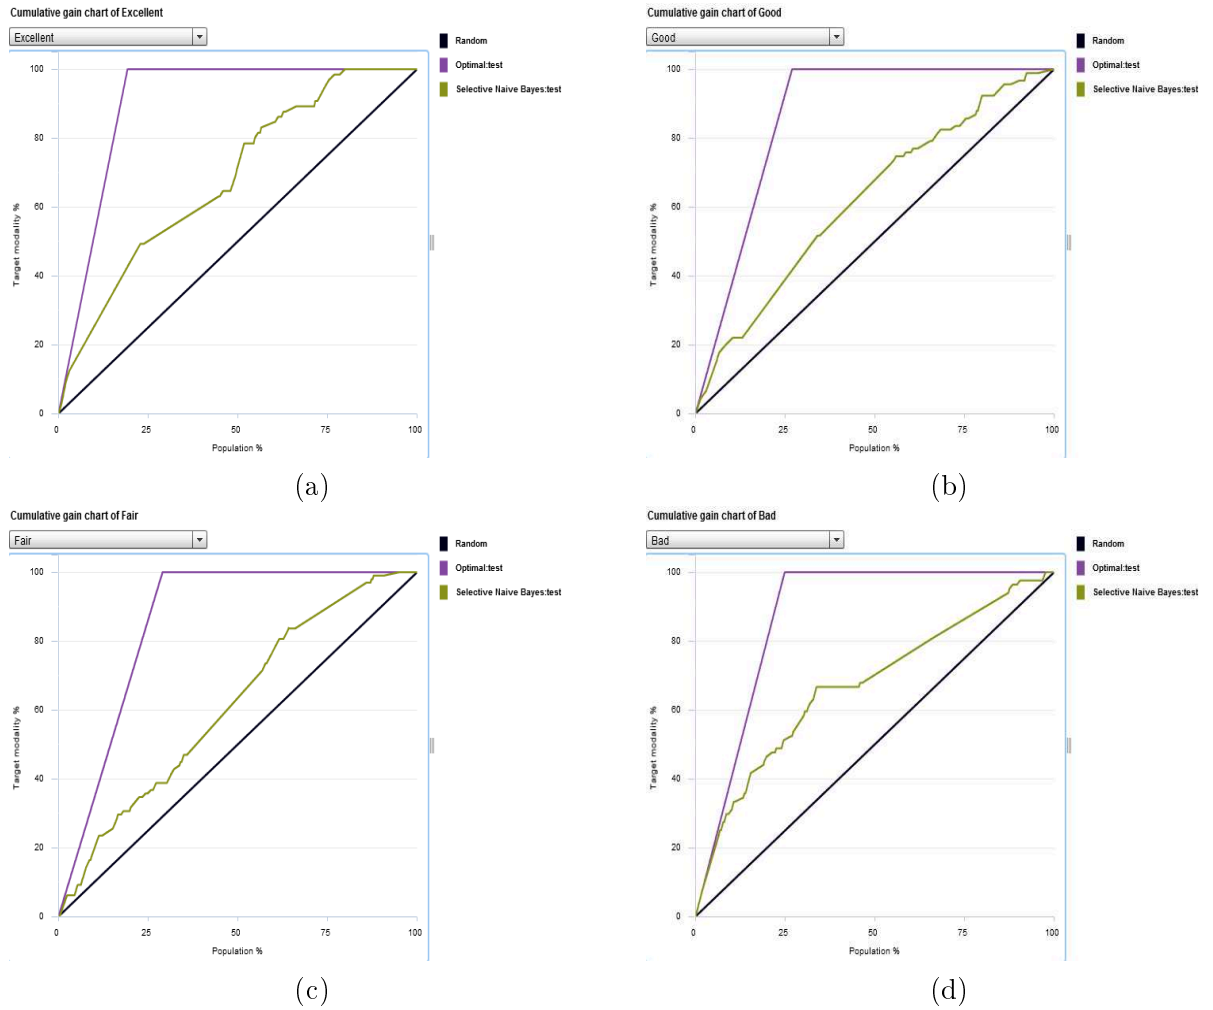 Cumulative gain chart of Excellent
Excellent
Random
Optimal:test
Selective Naive Bayes:test
100
80
60
40
20
0
Target modality %
0 25 50 75 100
Population %
(a)
Cumulative gain chart of Good
Good
Random
Optimal:test
Selective Naive Bayes:test
100
80
60
40
20
0
Target modality %
0 25 50 75 100
Population %
(b)
Cumulative gain chart of Fair
Fair
Random
Optimal:test
Selective Naive Bayes:test
100
80
60
40
20
0
Target modality %
0 25 50 75 100
Population %
(c)
Cumulative gain chart of Bad
Bad
Random
Optimal:test
Selective Naive Bayes:test
100
80
60
40
20
0
Target modality %
0 25 50 75 100
Population %
(d)